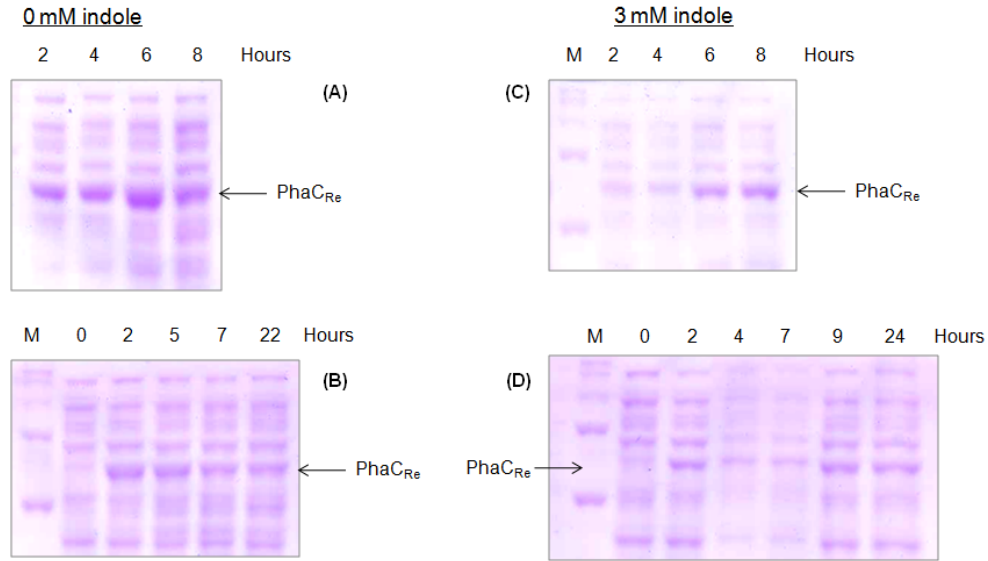 0 mM indole
3 mM indole
2 4 6 8 Hours
M 2 4 6 8 Hours
(A)
(C)
PhaCRe
PhaCRe
M 0 2 5 7 22 Hours
M 0 2 4 7 9 24 Hours
(B)
(D)
PhaCRe
PhaCRe